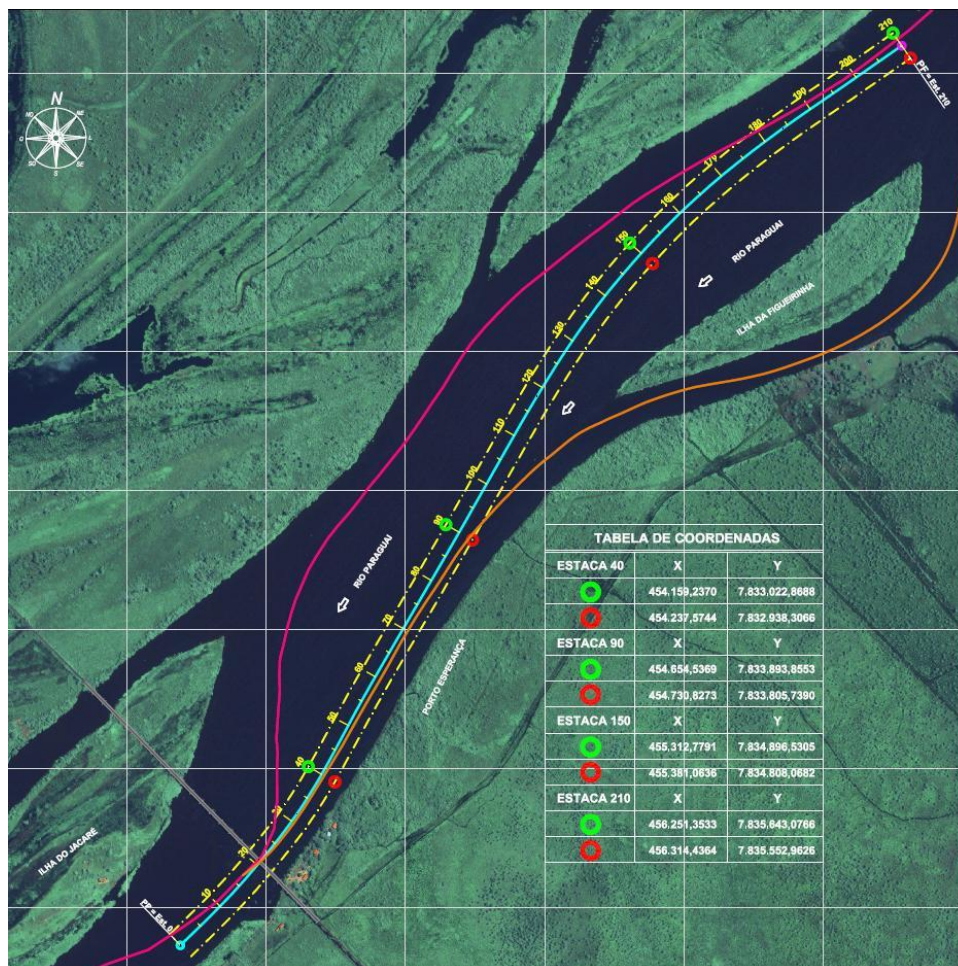 210
PF = Est. 210
200
190
180
170
160
150
140
130
120
110
100
90
80
70
60
50
40
20
10
N
NO
NE
O
L
SO
SE
S
RIO PARAGUAI
ILHA DA FIGUEIRINHA
RIO PARAGUAI
PORTO ESPERANÇA
ILHA DO JACARÉ
PP = Est. 0
TABELA DE COORDENADAS
ESTACA 40 X Y
454.159,2370 7.833.022,8688
454.237,5744 7.832.938,3066
ESTACA 90 X Y
454.654,5369 7.833.893,8553
454.730,8273 7.833.805,7390
ESTACA 150 X Y
455.312,7791 7.834.896,5305
455.381,0636 7.834.808,0682
ESTACA 210 X Y
456.251,3533 7.835.643,0766
456.314,4364 7.835.552,9626